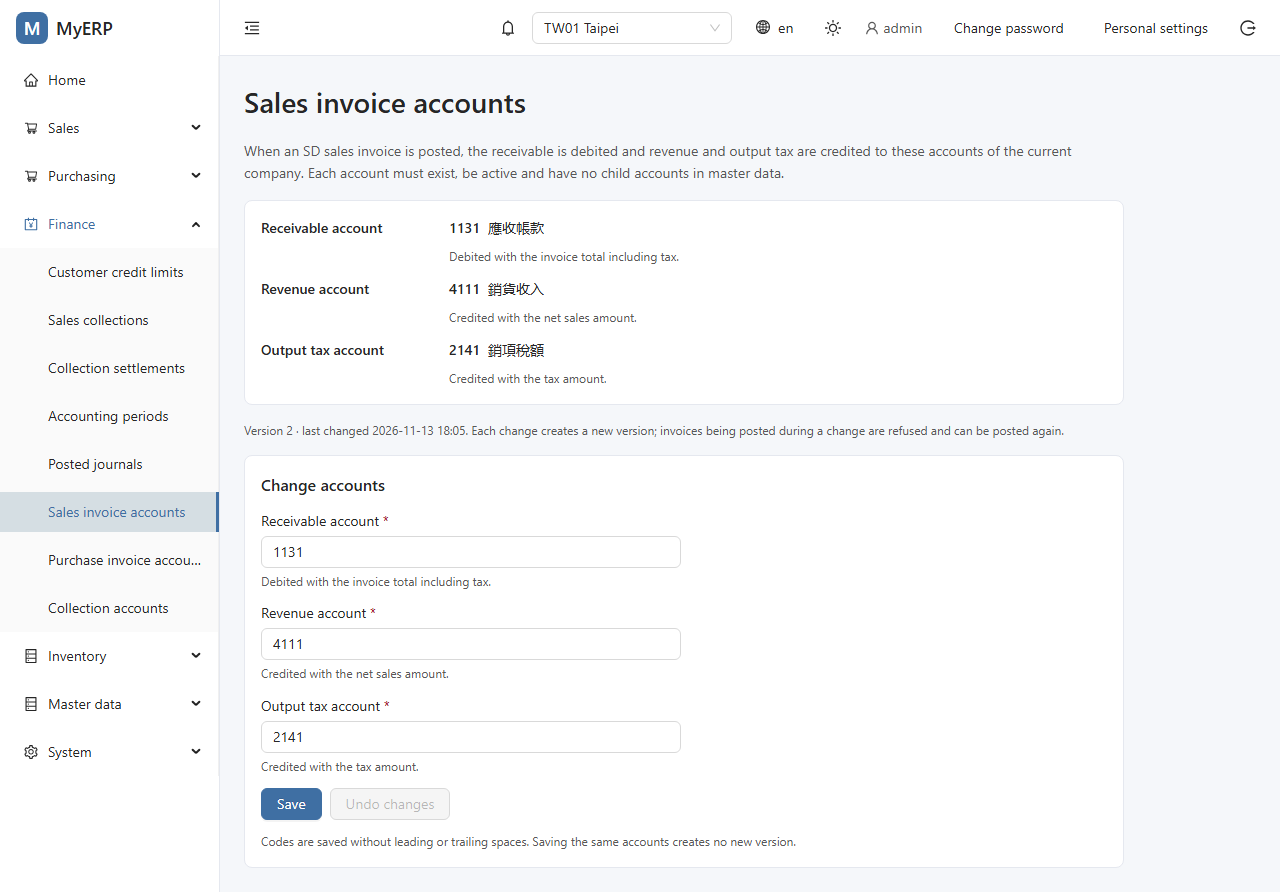 M MyERP
TW01 Taipei
en
admin
Change password
Personal settings
Home
Sales
Purchasing
Finance
Customer credit limits
Sales collections
Collection settlements
Accounting periods
Posted journals
Sales invoice accounts
Purchase invoice accou...
Collection accounts
Inventory
Master data
System
Sales invoice accounts
When an SD sales invoice is posted, the receivable is debited and revenue and output tax are credited to these accounts of the current
company. Each account must exist, be active and have no child accounts in master data.
Receivable account 1131 應收帳款
Debited with the invoice total including tax.
Revenue account 4111 銷貨收入
Credited with the net sales amount.
Output tax account 2141 銷項稅額
Credited with the tax amount.
Version 2 · last changed 2026-11-13 18:05. Each change creates a new version; invoices being posted during a change are refused and can be posted again.
Change accounts
Receivable account *
1131
Debited with the invoice total including tax.
Revenue account *
4111
Credited with the net sales amount.
Output tax account *
2141
Credited with the tax amount.
Save Undo changes
Codes are saved without leading or trailing spaces. Saving the same accounts creates no new version.